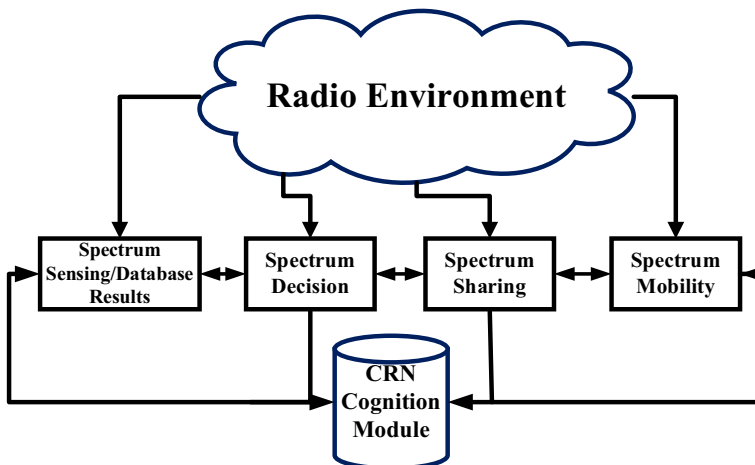 Radio Environment
Spectrum
Sensing/Database
Results
Spectrum
Decision
Spectrum
Sharing
Spectrum
Mobility
CRN
Cognition
Module